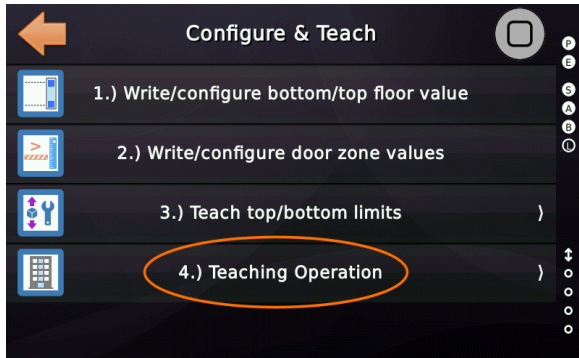 Configure & Teach
1.) Write/configure bottom/top floor value
2.) Write/configure door zone values
3.) Teach top/bottom limits
4.) Teaching Operation
P
E
S
A
B
L